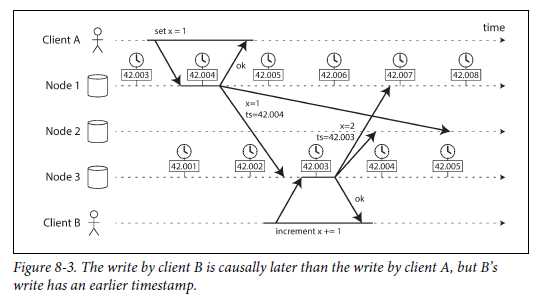 time
Client A
set x = 1
42.003 42.004 42.005 42.006 42.007 42.008
ok
Node 1
x=1
ts=42.004
Node 2
x=2
ts=42.003
42.001 42.002 42.003 42.004 42.005
Node 3
ok
Client B
increment x += 1
Figure 8-3. The write by client B is causally later than the write by client A, but B’s
write has an earlier timestamp.